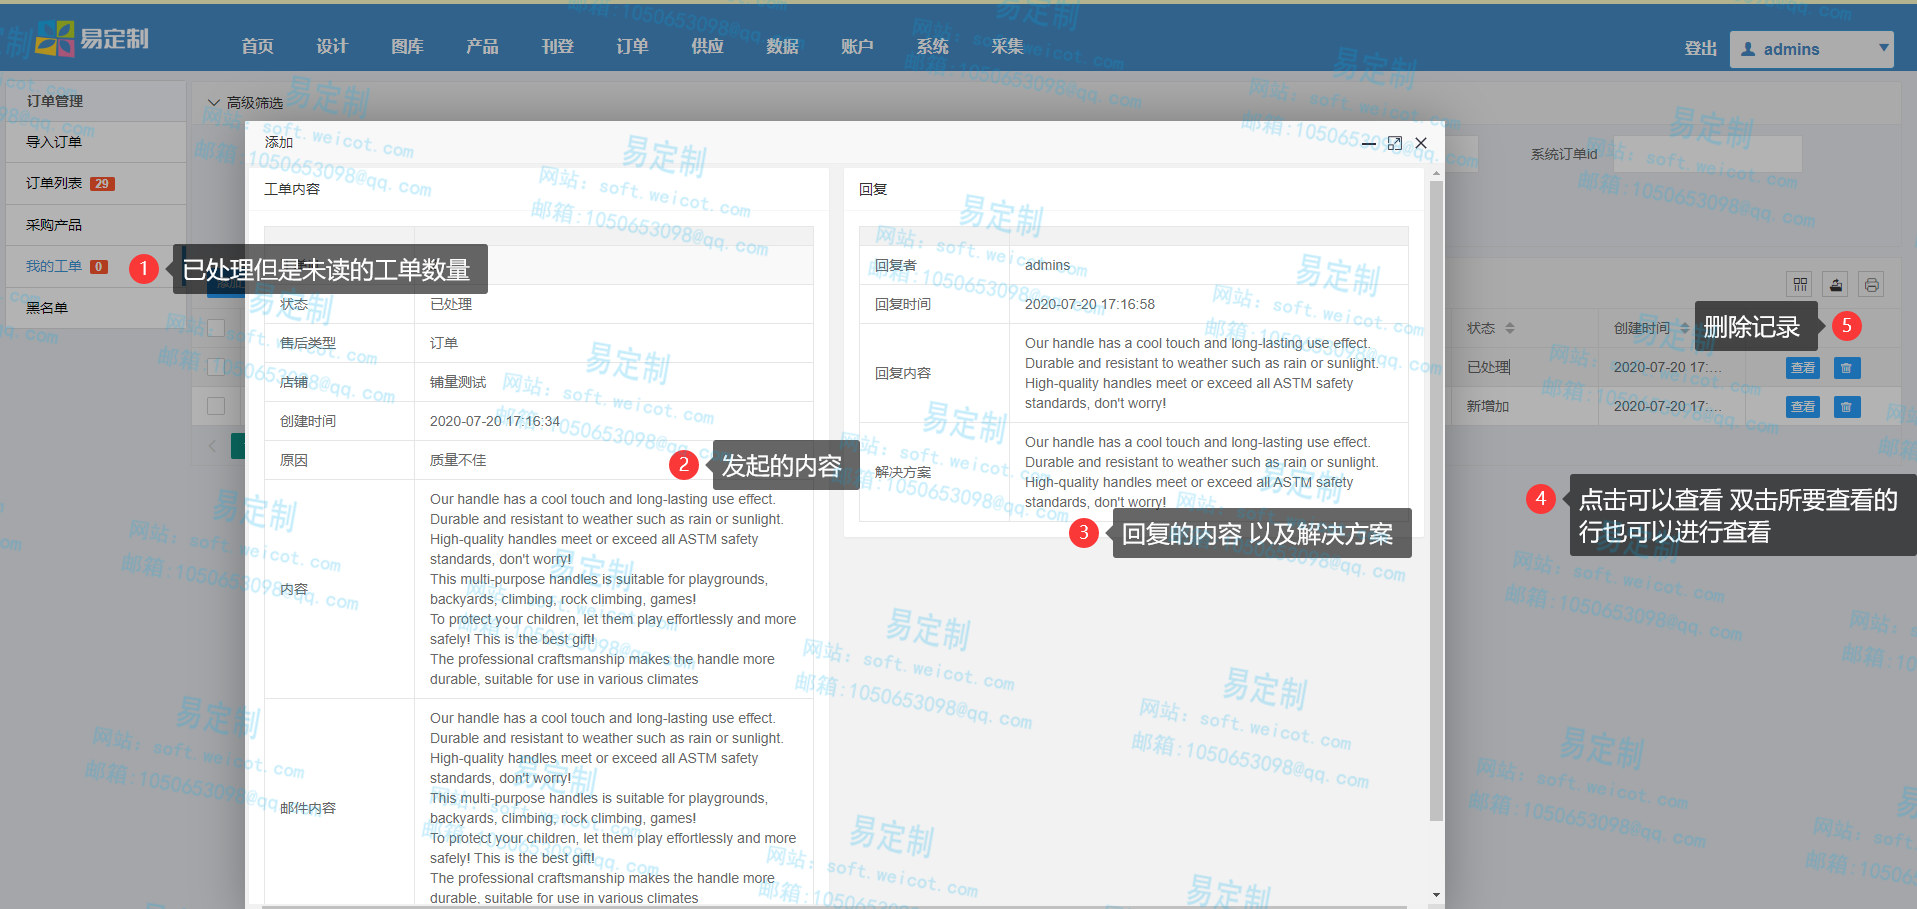 易定制
首页 设计 图库 产品 刊登 订单 供应 数据 账户 系统 采集
登出 admins
订单管理
导入订单
订单列表 29
采购产品
我的工单 0
黑名单
高级筛选
系统订单id
添加
工单内容
状态 已处理
售后类型 订单
店铺 铺量测试
创建时间 2020-07-20 17:16:34
原因 质量不佳
内容
Our handle has a cool touch and long-lasting use effect.
Durable and resistant to weather such as rain or sunlight.
High-quality handles meet or exceed all ASTM safety
standards, don't worry!
This multi-purpose handles is suitable for playgrounds,
backyards, climbing, rock climbing, games!
To protect your children, let them play effortlessly and more
safely! This is the best gift!
The professional craftsmanship makes the handle more
durable, suitable for use in various climates
邮件内容
Our handle has a cool touch and long-lasting use effect.
Durable and resistant to weather such as rain or sunlight.
High-quality handles meet or exceed all ASTM safety
standards, don't worry!
This multi-purpose handles is suitable for playgrounds,
backyards, climbing, rock climbing, games!
To protect your children, let them play effortlessly and more
safely! This is the best gift!
The professional craftsmanship makes the handle more
durable, suitable for use in various climates
回复
回复者 admins
回复时间 2020-07-20 17:16:58
回复内容
Our handle has a cool touch and long-lasting use effect.
Durable and resistant to weather such as rain or sunlight.
High-quality handles meet or exceed all ASTM safety
standards, don't worry!
解决方案
Our handle has a cool touch and long-lasting use effect.
Durable and resistant to weather such as rain or sunlight.
High-quality handles meet or exceed all ASTM safety
standards, don't worry!
状态 创建时间
已处理 2020-07-20 17:... 查看
新增加 2020-07-20 17:... 查看
1 已处理但是未读的工单数量
2 发起的内容
3 回复的内容 以及解决方案
4 点击可以查看 双击所要查看的
行也可以进行查看
删除记录 5
易定制
网站: soft.weicot.com
邮箱:1050653098@qq.com